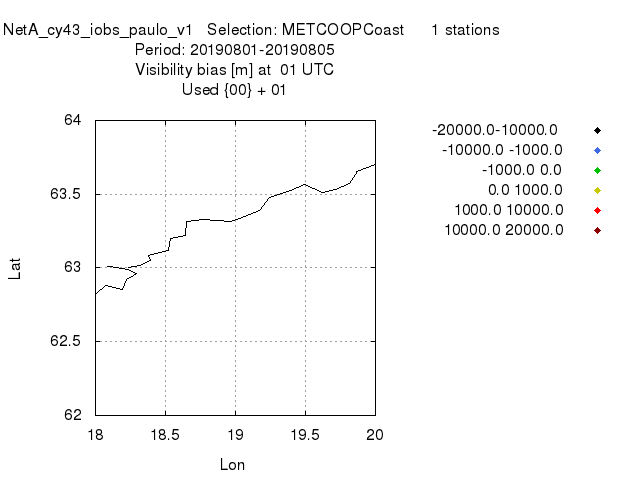 NetA_cy43_iobs_paulo_v1 Selection: METCOOPCoast 1 stations
Period: 20190801-20190805
Visibility bias [m] at 01 UTC
Used {00} + 01
-20000.0-10000.0
-10000.0 -1000.0
-1000.0 0.0
0.0 1000.0
1000.0 10000.0
10000.0 20000.0
64
63.5
63
62.5
62
Lat
18 18.5 19 19.5 20
Lon